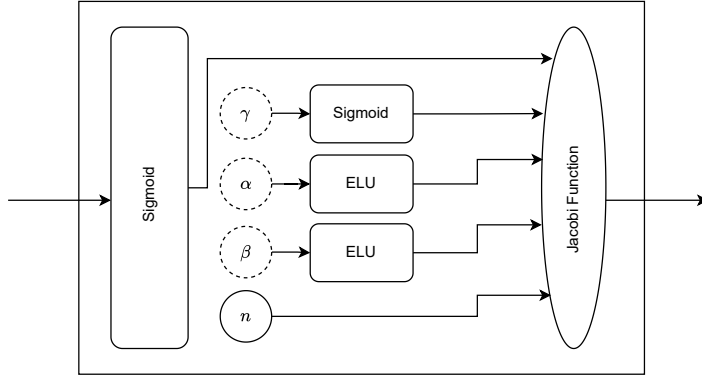 Sigmoid
γ
Sigmoid
α
ELU
β
ELU
n
Jacobi Function